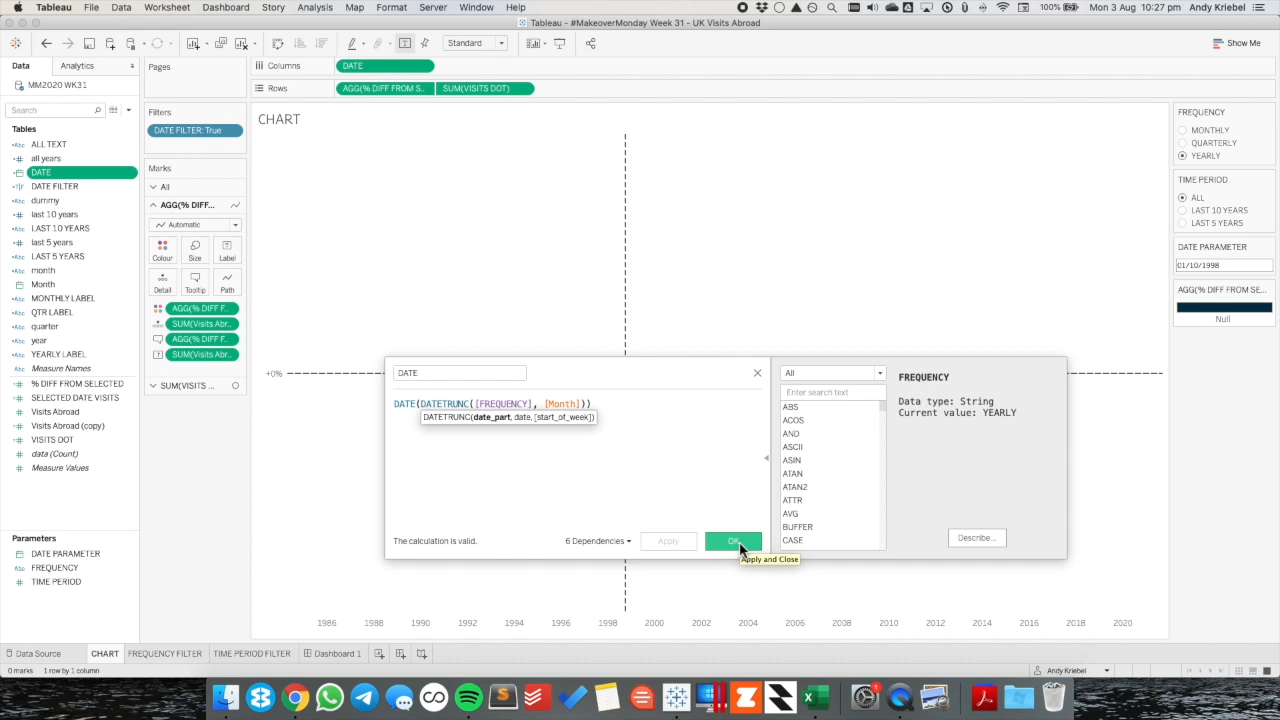 Tableau File Data Worksheet Dashboard Story Analysis Map Format Server Window Help
100% Mon 3 Aug 10:27 pm Andy Kriebel
Tableau - #MakeoverMonday Week 31 - UK Visits Abroad
Standard
Show Me
Data Analytics
MM2020 WK31
Search
Tables
Abc ALL TEXT
all years
DATE
DATE FILTER
Abc dummy
last 10 years
Abc LAST 10 YEARS
last 5 years
Abc LAST 5 YEARS
Abc month
Month
Abc MONTHLY LABEL
Abc QTR LABEL
Abc quarter
Abc year
Abc YEARLY LABEL
Abc Measure Names
% DIFF FROM SELECTED
SELECTED DATE VISITS
Visits Abroad
Visits Abroad (copy)
VISITS DOT
data (Count)
Measure Values
Parameters
DATE PARAMETER
Abc FREQUENCY
TIME PERIOD
Pages
Filters
DATE FILTER: True
Marks
All
AGG(% DIFF...
Automatic
Colour Size Label
Detail Tooltip Path
AGG(% DIFF F..
SUM(Visits Abr..
AGG(% DIFF F..
SUM(Visits Abr..
SUM(VISITS ...
Columns DATE
Rows AGG(% DIFF FROM S.. SUM(VISITS DOT)
CHART
+0%
1986 1988 1990 1992 1994 1996 1998 2000 2002 2004 2006 2008 2010 2012 2014 2016 2018 2020
DATE
DATE(DATETRUNC([FREQUENCY], [Month]))
DATETRUNC(date_part, date, [start_of_week])
The calculation is valid.
6 Dependencies
Apply
OK
Apply and Close
All
Enter search text
ABS
ACOS
AND
ASCII
ASIN
ATAN
ATAN2
ATTR
AVG
BUFFER
CASE
FREQUENCY
Data type: String
Current value: YEARLY
Describe...
FREQUENCY
MONTHLY
QUARTERLY
YEARLY
TIME PERIOD
ALL
LAST 10 YEARS
LAST 5 YEARS
DATE PARAMETER
01/10/1998
AGG(% DIFF FROM SE...
Null
Data Source CHART FREQUENCY FILTER TIME PERIOD FILTER Dashboard 1
0 marks 1 row by 1 column
Andy Kriebel